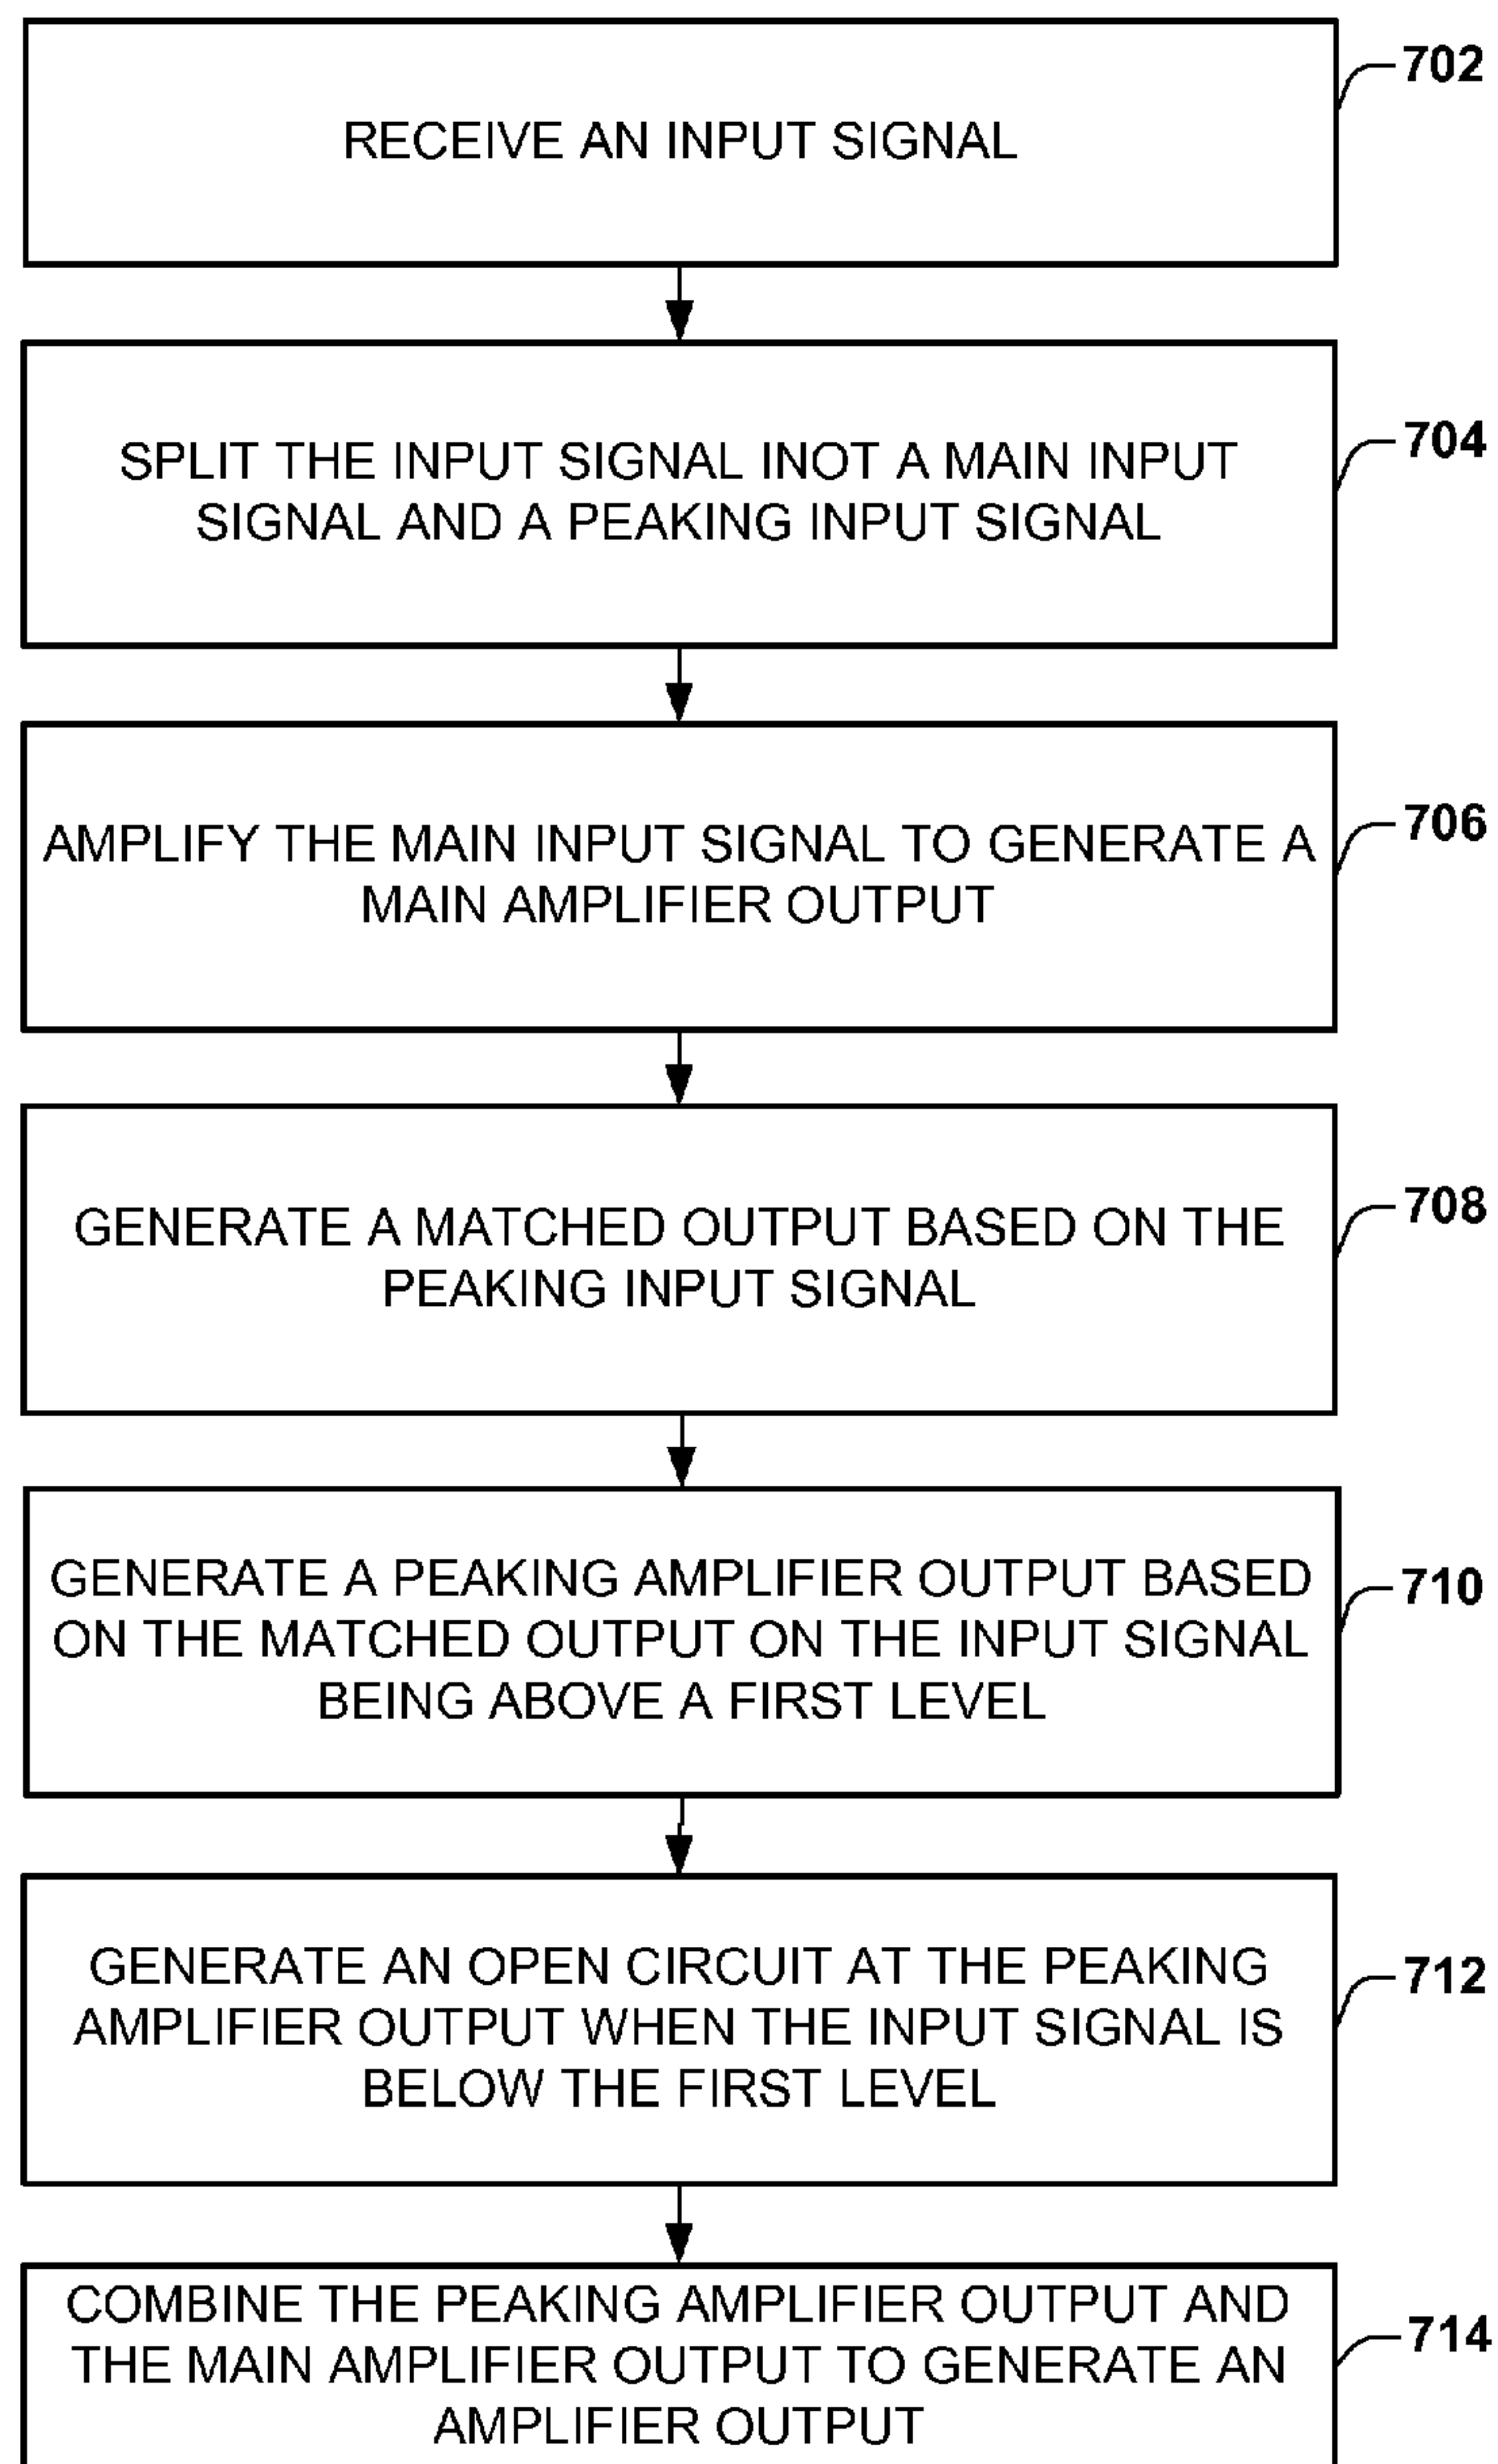 RECEIVE AN INPUT SIGNAL
702
SPLIT THE INPUT SIGNAL INOT A MAIN INPUT
SIGNAL AND A PEAKING INPUT SIGNAL
704
AMPLIFY THE MAIN INPUT SIGNAL TO GENERATE A
MAIN AMPLIFIER OUTPUT
706
GENERATE A MATCHED OUTPUT BASED ON THE
PEAKING INPUT SIGNAL
708
GENERATE A PEAKING AMPLIFIER OUTPUT BASED
ON THE MATCHED OUTPUT ON THE INPUT SIGNAL
BEING ABOVE A FIRST LEVEL
710
GENERATE AN OPEN CIRCUIT AT THE PEAKING
AMPLIFIER OUTPUT WHEN THE INPUT SIGNAL IS
BELOW THE FIRST LEVEL
712
COMBINE THE PEAKING AMPLIFIER OUTPUT AND
THE MAIN AMPLIFIER OUTPUT TO GENERATE AN
AMPLIFIER OUTPUT
714